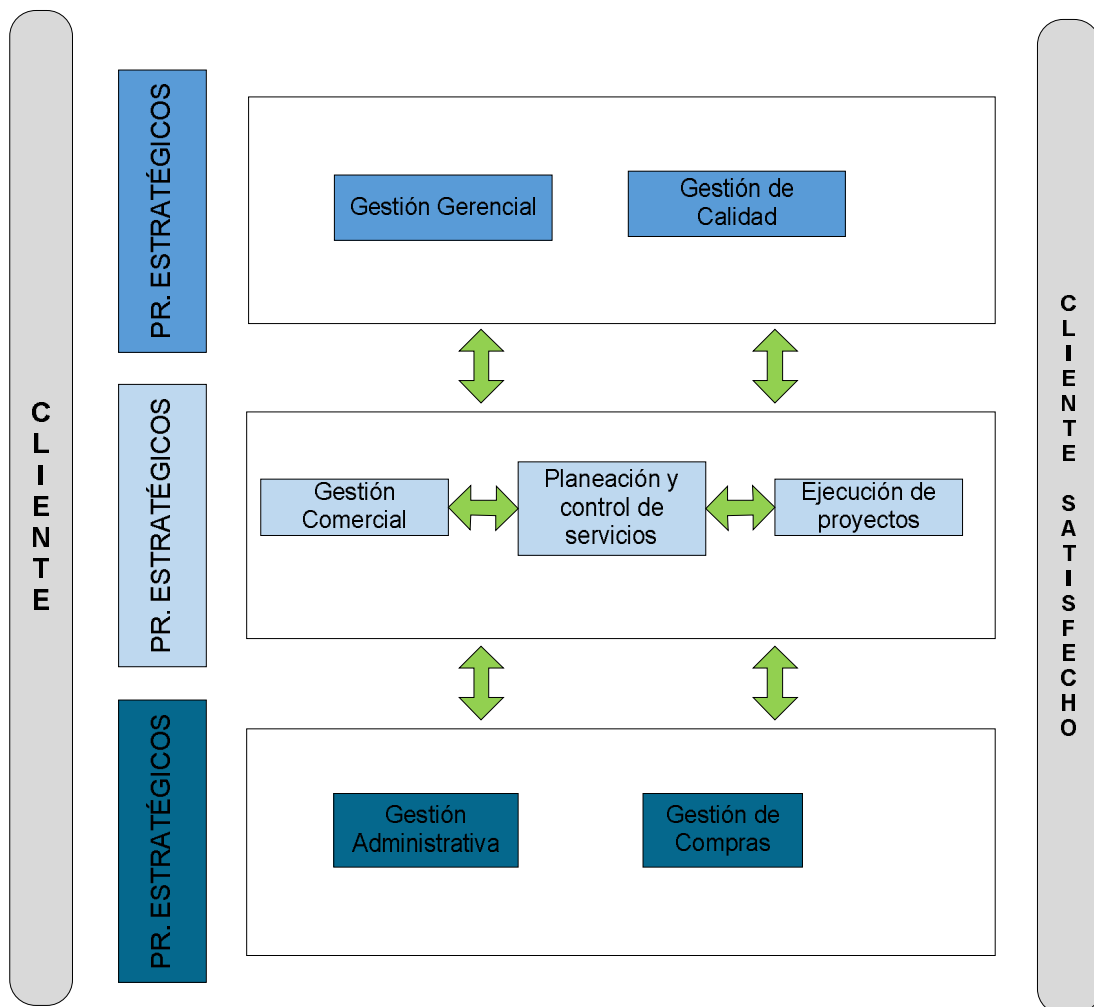 CLIENTE
PR. ESTRATÉGICOS
Gestión Gerencial
Gestión de
Calidad
PR. ESTRATÉGICOS
Gestión
Comercial
Planeación y
control de
servicios
Ejecución de
proyectos
PR. ESTRATÉGICOS
Gestión
Administrativa
Gestión de
Compras
CLIENTE SATISFECHO